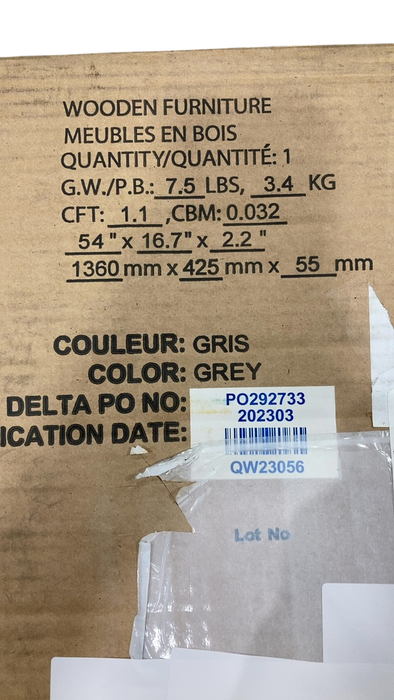 WOODEN FURNITURE
MEUBLES EN BOIS
QUANTITY/QUANTITÉ: 1
G.W./P.B.: 7.5 LBS, 3.4 KG
CFT: 1.1 ,CBM: 0.032
54 " x 16.7" x 2.2 "
1360 mm x 425 mm x 55 mm
COULEUR: GRIS
COLOR: GREY
DELTA PO NO: PO292733
ICATION DATE: 202303
QW23056
Lot No